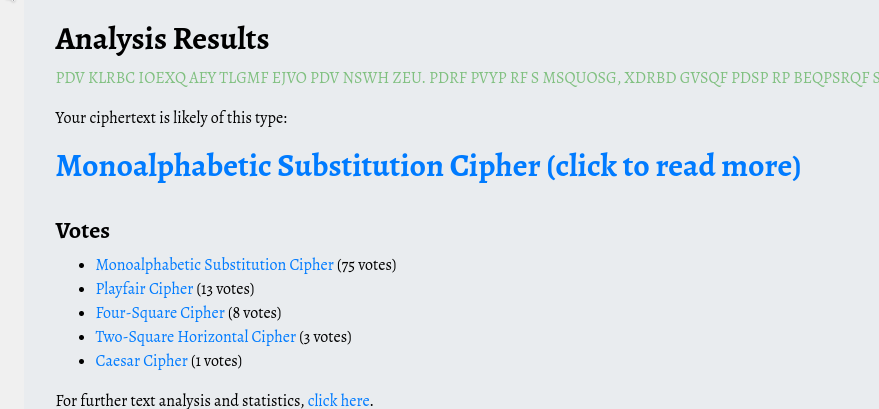 Analysis Results
PDV KLRBC IOEXQ AEY TLGMF EJVO PDV NSWH ZEU. PDRF PVYP RF S MSQUOSG, XDRBD GVSQF PDSP RP BEQPSRQF S
Your ciphertext is likely of this type:
Monoalphabetic Substitution Cipher (click to read more)
Votes
• Monoalphabetic Substitution Cipher (75 votes)
• Playfair Cipher (13 votes)
• Four-Square Cipher (8 votes)
• Two-Square Horizontal Cipher (3 votes)
• Caesar Cipher (1 votes)
For further text analysis and statistics, click here.